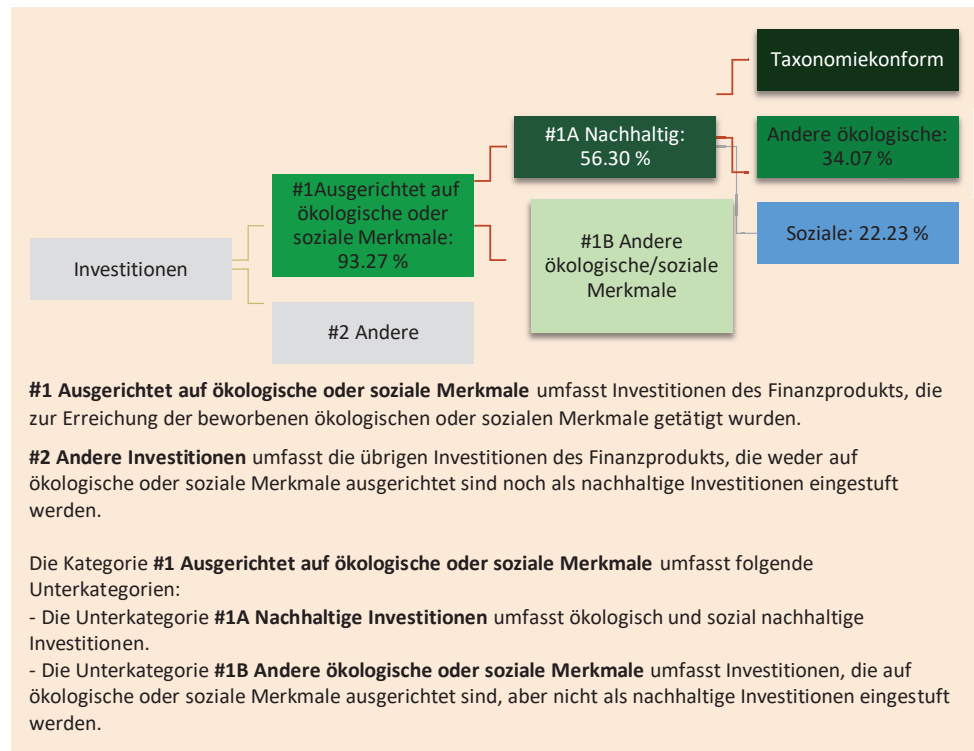 Taxonomiekonform
#1A Nachhaltig:
56.30 %
Andere ökologische:
34.07 %
#1Ausgerichtet auf
ökologische oder
soziale Merkmale:
93.27 %
Soziale: 22.23 %
#1B Andere
ökologische/soziale
Merkmale
Investitionen
#2 Andere
#1 Ausgerichtet auf ökologische oder soziale Merkmale umfasst Investitionen des Finanzprodukts, die
zur Erreichung der beworbenen ökologischen oder sozialen Merkmale getätigt wurden.
#2 Andere Investitionen umfasst die übrigen Investitionen des Finanzprodukts, die weder auf
ökologische oder soziale Merkmale ausgerichtet sind noch als nachhaltige Investitionen eingestuft
werden.
Die Kategorie #1 Ausgerichtet auf ökologische oder soziale Merkmale umfasst folgende
Unterkategorien:
- Die Unterkategorie #1A Nachhaltige Investitionen umfasst ökologisch und sozial nachhaltige
Investitionen.
- Die Unterkategorie #1B Andere ökologische oder soziale Merkmale umfasst Investitionen, die auf
ökologische oder soziale Merkmale ausgerichtet sind, aber nicht als nachhaltige Investitionen eingestuft
werden.